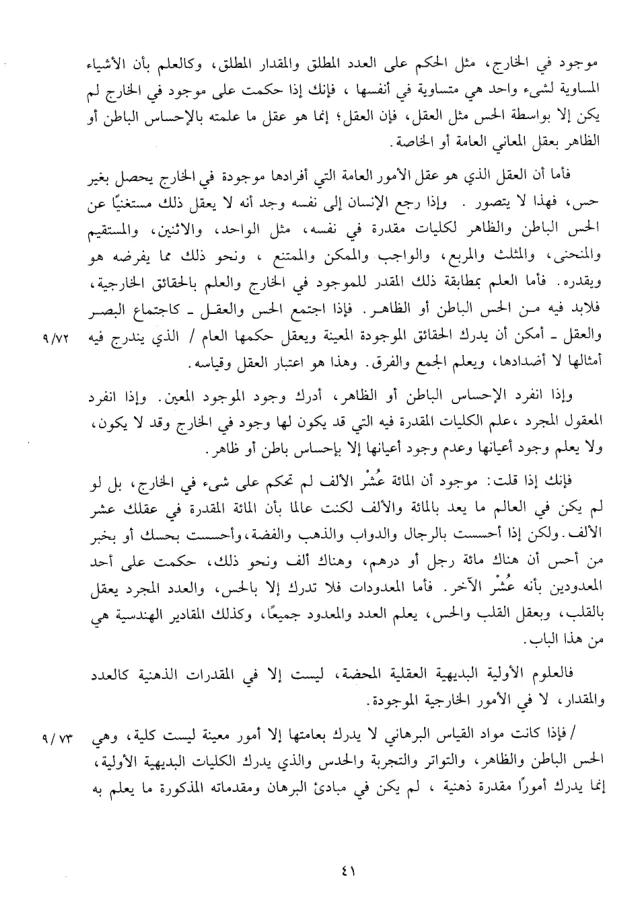 موجود في الخارج، مثل الحكم على العدد المطلق والمقدار المطلق، وكالعلم بأن الأشياء
المساوية لشىء واحد هي متساوية في أنفسها ، فإنك إذا حكمت على موجود في الخارج لم
يكن إلا بواسطة الحس مثل العقل، فإن العقل؛ إنما هو عقل ما علمته بالإحساس الباطن أو
الظاهر بعقل المعاني العامة أو الخاصة.
فأما أن العقل الذي هو عقل الأمور العامة التي أفرادها موجودة في الخارج يحصل بغير
حس، فهذا لا يتصور . وإذا رجع الإنسان إلى نفسه وجد أنه لا يعقل ذلك مستغنيًا عن
الحس الباطن والظاهر لكليات مقدرة في نفسه، مثل الواحد، والاثنين، والمستقيم
والمنحنى، والمثلث والمربع، والواجب والممكن والممتنع ، ونحو ذلك مما يفرضه هو
ويقدره. فأما العلم بمطابقة ذلك المقدر للموجود في الخارج والعلم بالحقائق الخارجية،
فلابد فيه مـن الحس الباطن أو الظاهـر. فإذا اجتمع الحس والعقـل ـ كاجتماع البصـر
والعقل ـ أمكن أن يدرك الحقائق الموجودة المعينة ويعقل حكمها العام / الذي يندرج فيه ٩/٧٢
أمثالها لا أضدادها، ويعلم الجمع والفرق. وهذا هو اعتبار العقل وقياسه.
وإذا انفرد الإحساس الباطن أو الظاهر، أدرك وجود الموجود المعين. وإذا انفرد
المعقول المجرد ،علم الكليات المقدرة فيه التي قد يكون لها وجود في الخارج وقد لا يكون،
ولا يعلم وجود أعيانها وعدم وجود أعيانها إلا بإحساس باطن أو ظاهر.
فإنك إذا قلت: موجود أن المائة عُشْر الألف لم تحكم على شىء في الخارج، بل لو
لم يكن في العالم ما يعد بالمائة والألف لكنت عالما بأن المائة المقدرة في عقلك عشر
الألف.ولكن إذا أحسست بالرجال والدواب والذهب والفضة،وأحسست بحسك أو بخبر
من أحس أن هناك مائة رجل أو درهم، وهناك ألف ونحو ذلك، حكمت على أحد
المعدودين بأنه عُشْر الآخر. فأما المعدودات فلا تدرك إلا بالحس، والعدد المجرد يعقل
بالقلب، وبعقل القلب والحس، يعلم العدد والمعدود جميعًا، وكذلك المقادير الهندسية هي
من هذا الباب.
فالعلوم الأولية البديهية العقلية المحضة، ليست إلا في المقدرات الذهنية كالعدد
والمقدار، لا في الأمور الخارجية الموجودة.
/ فإذا كانت مواد القياس البرهاني لا يدرك بعامتها إلا أمور معينة ليست كلية، وهي ٩/٧٣
الحس الباطن والظاهر، والتواتر والتجربة والحدس والذي يدرك الكليات البديهية الأولية،
إنما يدرك أمورًا مقدرة ذهنية ، لم يكن في مبادئ البرهان ومقدماته المذكورة ما يعلم به
٤١